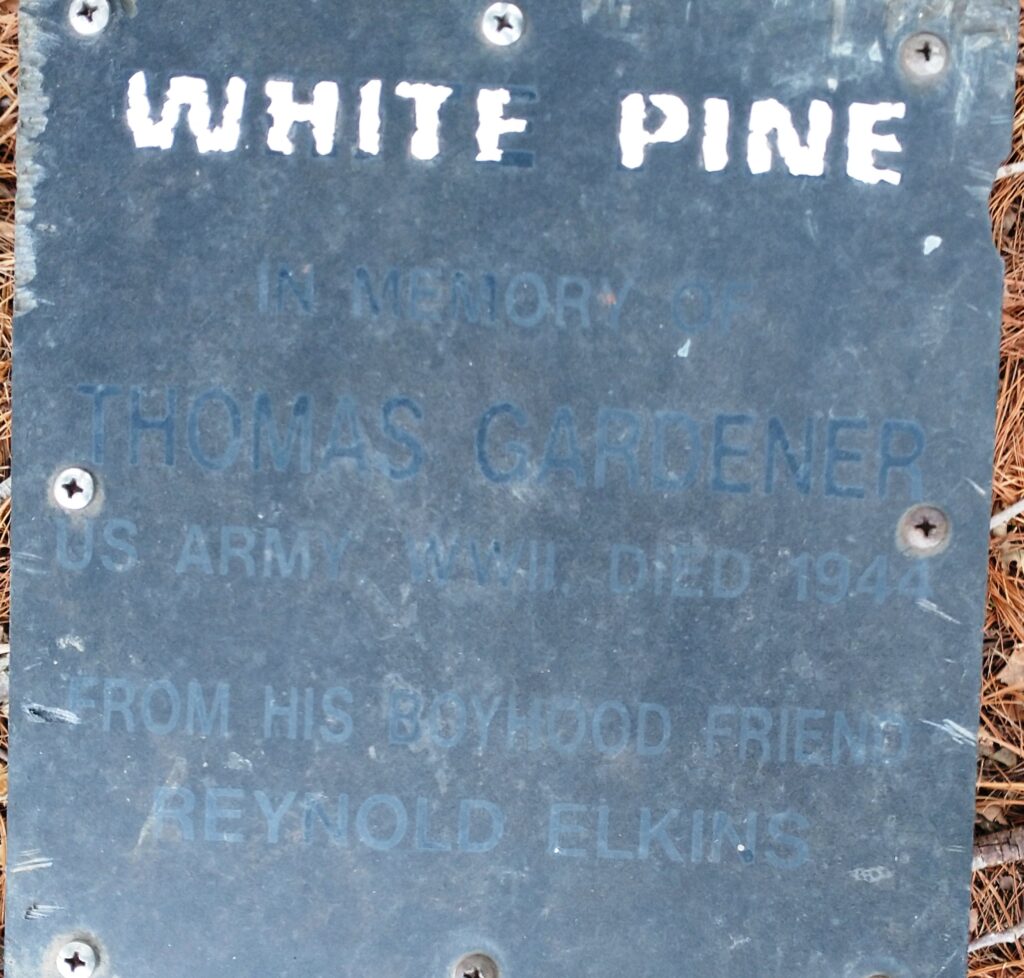 WHITE PINE
IN MEMORY OF
THOMAS GARDENER
US ARMY WWII. DIED 1944
FROM HIS BOYHOOD FRIEND
REYNOLD ELKINS